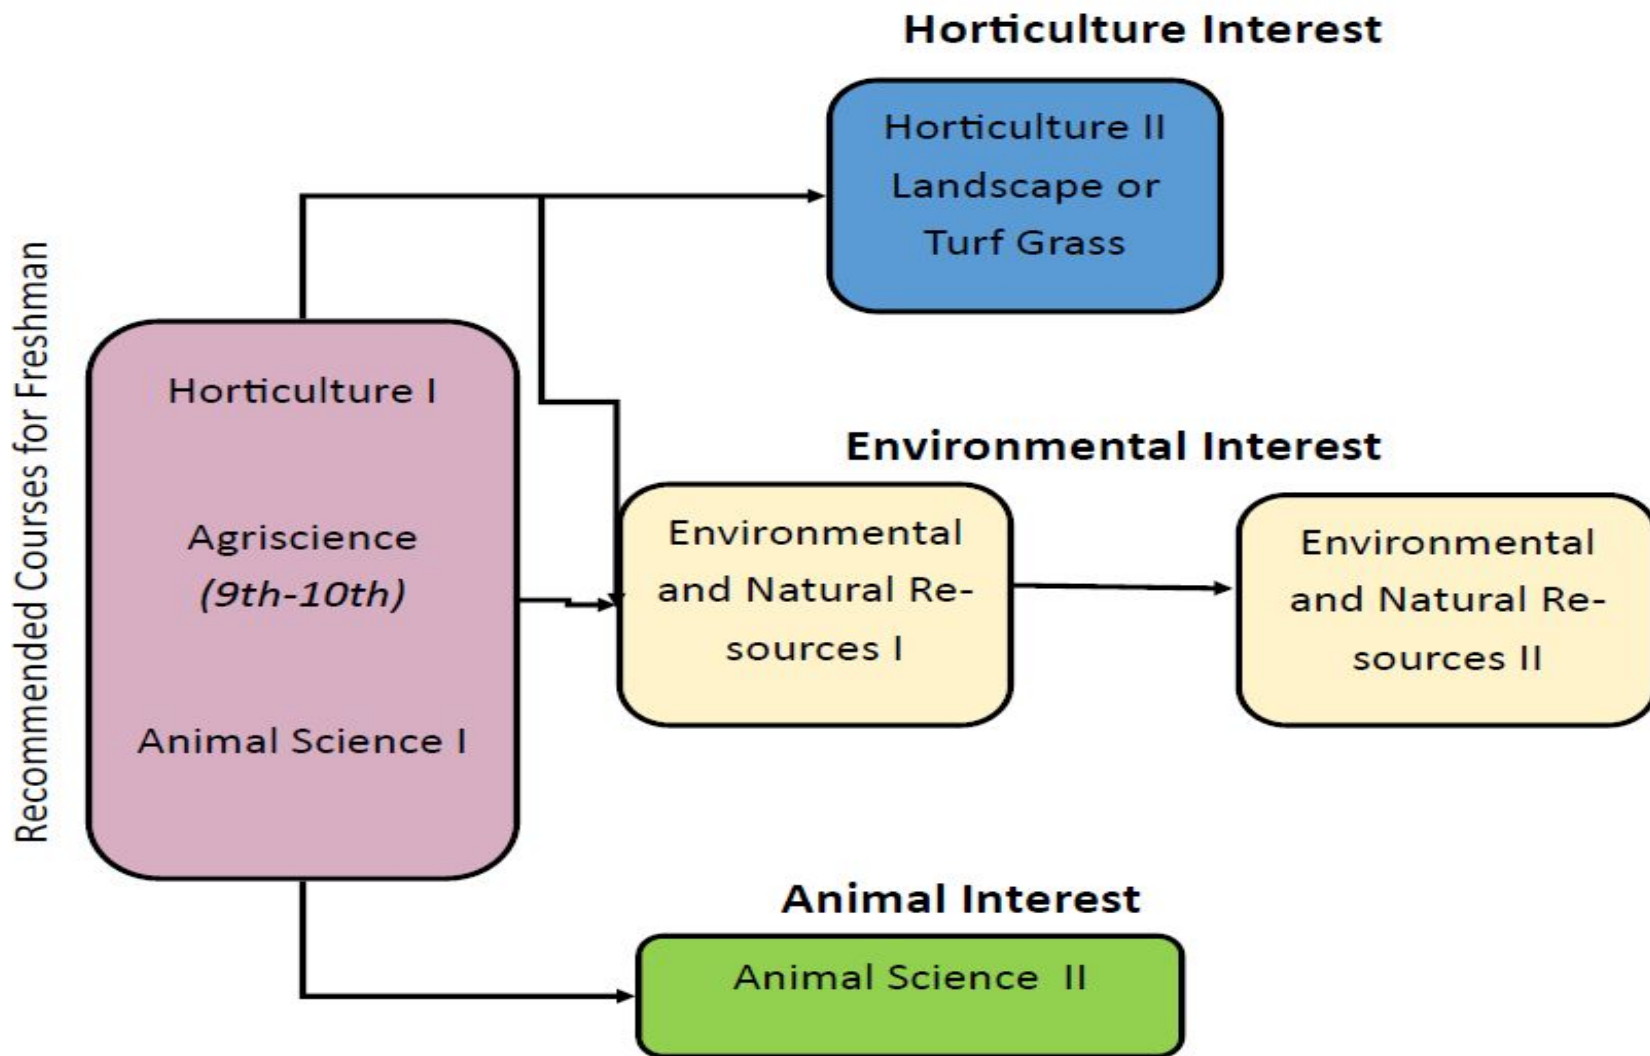 Recommended Courses for Freshman
Horticulture I
Agriscience
(9th-10th)
Animal Science I
Horticulture Interest
Horticulture II
Landscape or
Turf Grass
Environmental Interest
Environmental
and Natural Re-
sources I
Environmental
and Natural Re-
sources II
Animal Interest
Animal Science II